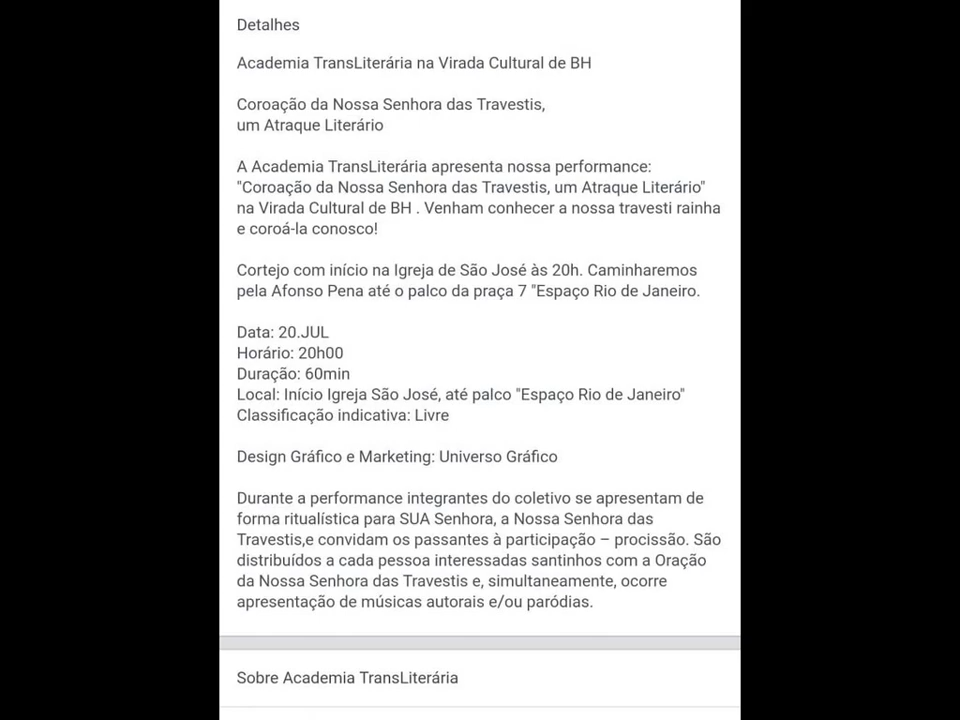 Detalhes
Academia TransLiterária na Virada Cultural de BH
Coroação da Nossa Senhora das Travestis,
um Atraque Literário
A Academia TransLiterária apresenta nossa performance:
"Coroação da Nossa Senhora das Travestis, um Atraque Literário"
na Virada Cultural de BH . Venham conhecer a nossa travesti rainha
e coroá-la conosco!
Cortejo com início na Igreja de São José às 20h. Caminharemos
pela Afonso Pena até o palco da praça 7 "Espaço Rio de Janeiro.
Data: 20.JUL
Horário: 20h00
Duração: 60min
Local: Início Igreja São José, até palco "Espaço Rio de Janeiro"
Classificação indicativa: Livre
Design Gráfico e Marketing: Universo Gráfico
Durante a performance integrantes do coletivo se apresentam de
forma ritualística para SUA Senhora, a Nossa Senhora das
Travestis,e convidam os passantes à participação – procissão. São
distribuídos a cada pessoa interessadas santinhos com a Oração
da Nossa Senhora das Travestis e, simultaneamente, ocorre
apresentação de músicas autorais e/ou paródias.
Sobre Academia TransLiterária